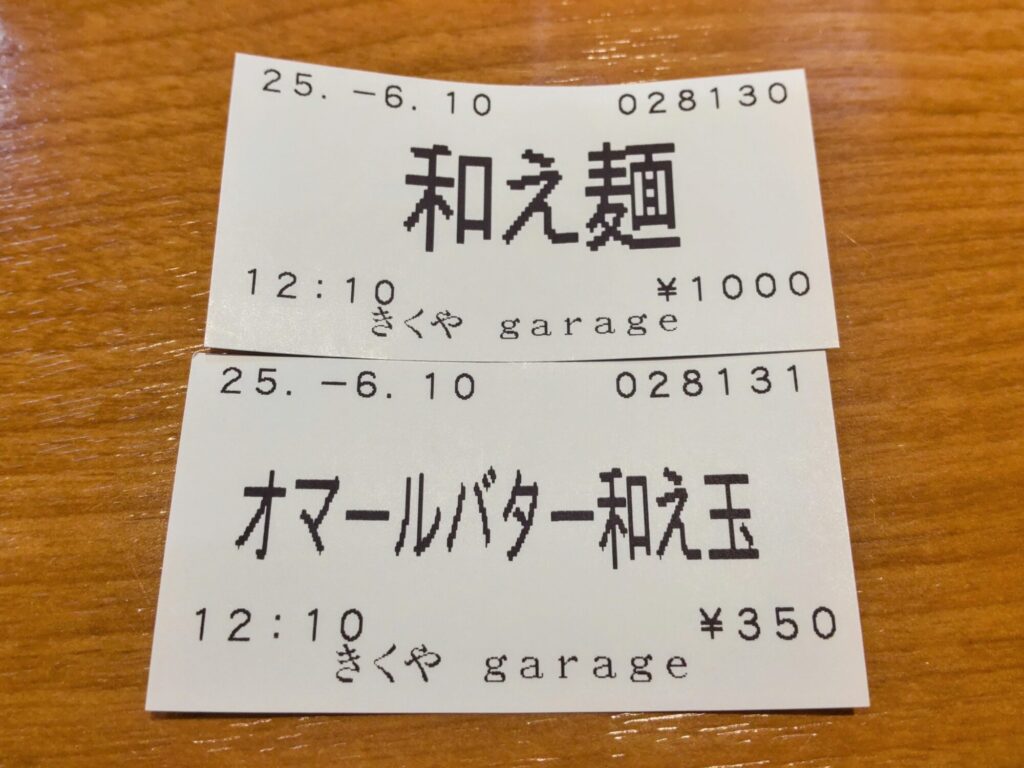 25.-6.10 028130
和え麺
12:10 ¥1000
きくや garage
25.-6.10 028131
オマールバター和え玉
12:10 ¥350
きくや garage